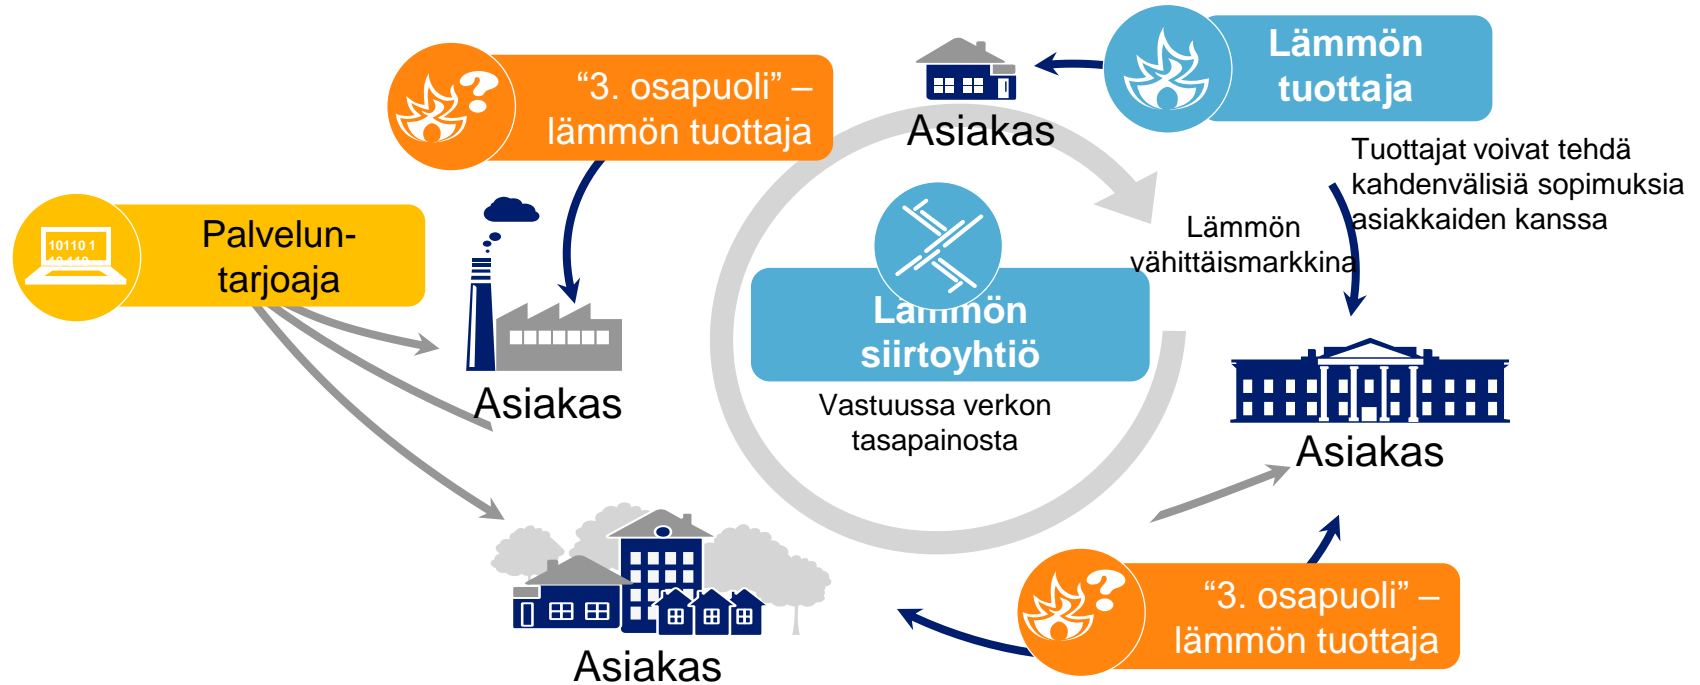 Lämmön
tuottaja
“3. osapuoli” –
lämmön tuottaja
Asiakas
Tuottajat voivat tehdä
kahdenvälisiä sopimuksia
asiakkaiden kanssa
Palvelun-
tarjoaja
10110 1
Lämmön
vähittäismarkkina
Lämmön
siirtoyhtiö
Vastuussa verkon
tasapainosta
Asiakas
Asiakas
“3. osapuoli” –
lämmön tuottaja
Asiakas